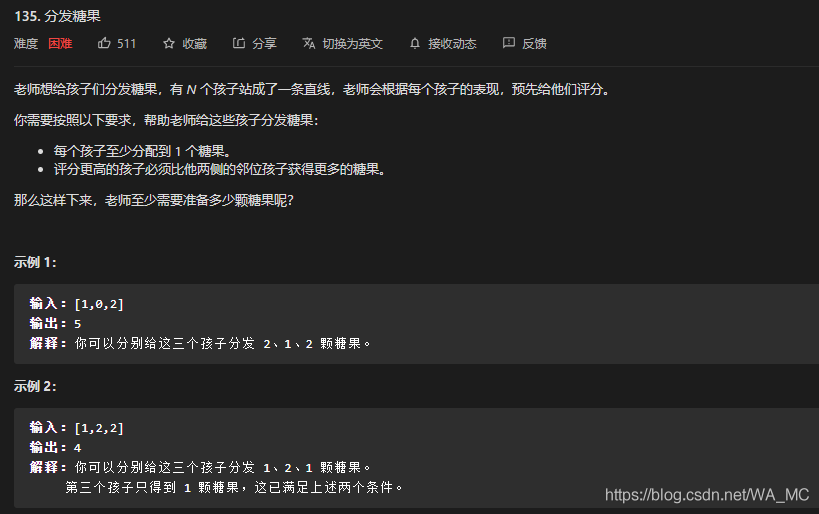 135. 分发糖果
难度 困难 511 收藏 分享 切换为英文 接收动态 反馈
老师想给孩子们分发糖果，有 N 个孩子站成了一条直线，老师会根据每个孩子的表现，预先给他们评分。
你需要按照以下要求，帮助老师给这些孩子分发糖果：
• 每个孩子至少分配到 1 个糖果。
• 评分更高的孩子必须比他两侧的邻位孩子获得更多的糖果。
那么这样下来，老师至少需要准备多少颗糖果呢？
示例 1：
输入：[1,0,2]
输出：5
解释：你可以分别给这三个孩子分发 2、1、2 颗糖果。
示例 2：
输入：[1,2,2]
输出：4
解释：你可以分别给这三个孩子分发 1、2、1 颗糖果。
第三个孩子只得到 1 颗糖果，这已满足上述两个条件。
https://blog.csdn.net/WA_MC